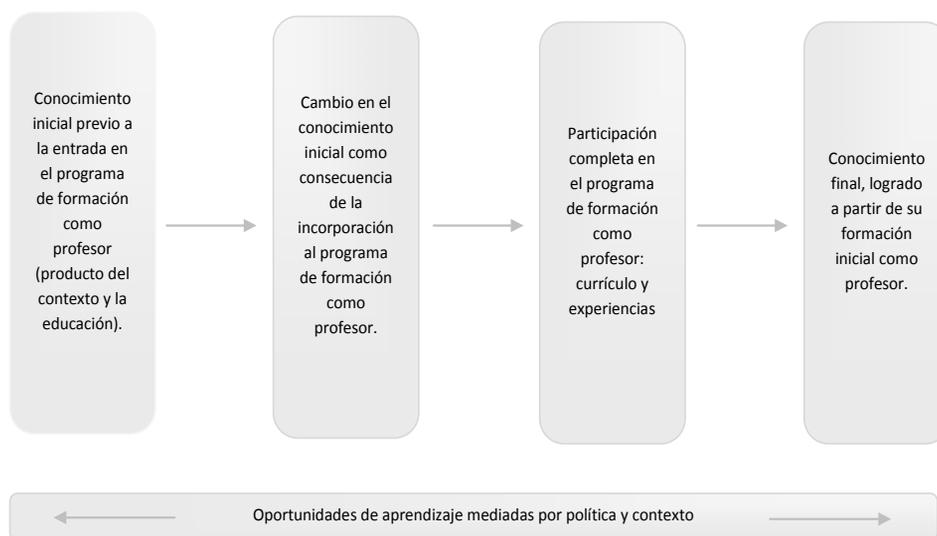 Conocimiento
inicial previo a
la entrada en
el programa
de formación
como
profesor
(producto del
contexto y la
educación).
Cambio en el
conocimiento
inicial como
consecuencia
de la
incorporación
al programa
de formación
como
profesor.
Participación
completa en
el programa
de formación
como
profesor:
currículo y
experiencias
Conocimiento
final, logrado
a partir de su
formación
inicial como
profesor.
Oportunidades de aprendizaje mediadas por política y contexto